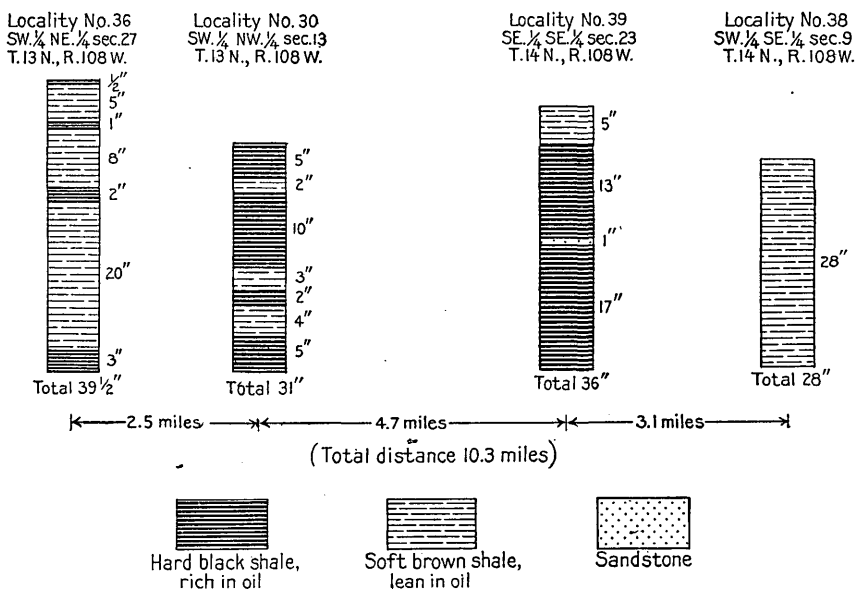 Locality No.36
SW.¼ NE.¼ sec.27
T.13 N., R.108 W.
½"
5"
1"
8"
2"
20"
3"
Total 39½"
Locality No.30
SW.¼ NW.¼ sec.13
T.13 N., R.108 W.
5"
2"
10"
3"
2"
4"
5"
Total 31"
Locality No.39
SE.¼ SE.¼ sec.23
T.14 N., R.108 W.
5"
13"
1"
17"
Total 36"
Locality No.38
SW.¼ SE.¼ sec.9
T.14 N., R.108 W.
28"
Total 28"
2.5 miles
4.7 miles
3.1 miles
(Total distance 10.3 miles)
Hard black shale,
rich in oil
Soft brown shale,
lean in oil
Sandstone